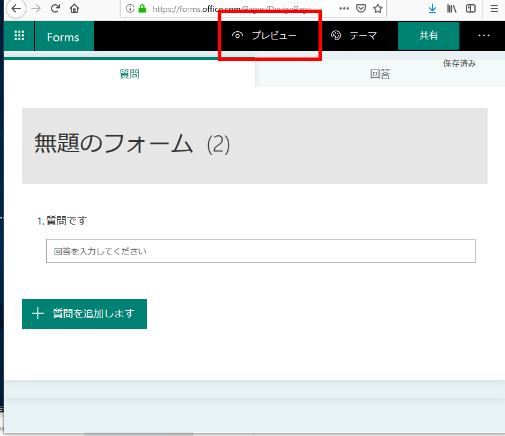 https://forms.office.com/Pages/DesignPage
Forms
プレビュー
テーマ
共有
質問
回答
保存済み
無題のフォーム (2)
1. 質問です
回答を入力してください
質問を追加します